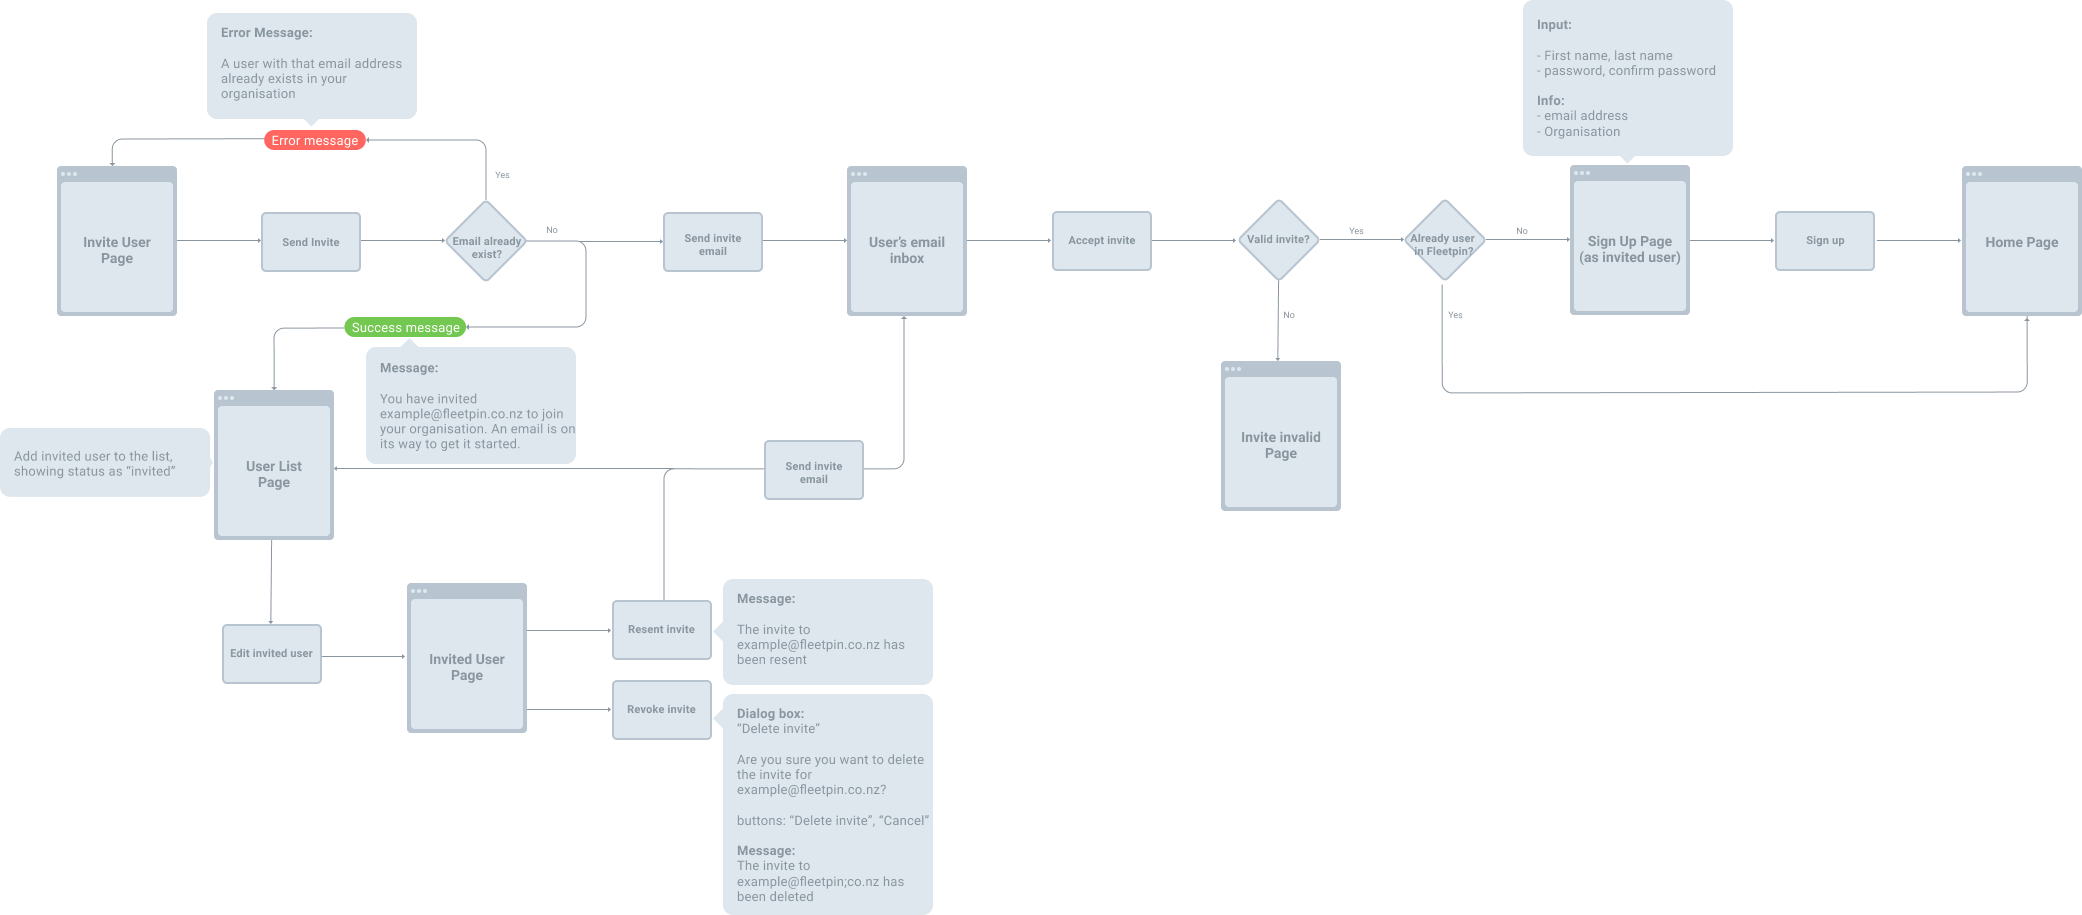 Error Message:
A user with that email address
already exists in your
organisation
Error message
Yes
Invite User
Page
Send Invite
Email already
exist?
No
Send invite
email
User’s email
inbox
Accept invite
Valid invite?
Yes
Already user
in Fleetpin?
No
Input:
- First name, last name
- password, confirm password
Info:
- email address
- Organisation
Sign Up Page
(as invited user)
Sign up
Home Page
No
Yes
Invite invalid
Page
Success message
Message:
You have invited
example@fleetpin.co.nz to join
your organisation. An email is on
its way to get it started.
Add invited user to the list,
showing status as “invited”
User List
Page
Send invite
email
Edit invited user
Invited User
Page
Resent invite
Message:
The invite to
example@fleetpin.co.nz has
been resent
Revoke invite
Dialog box:
“Delete invite”
Are you sure you want to delete
the invite for
example@fleetpin.co.nz?
buttons: “Delete invite”, “Cancel”
Message:
The invite to
example@fleetpin;co.nz has
been deleted